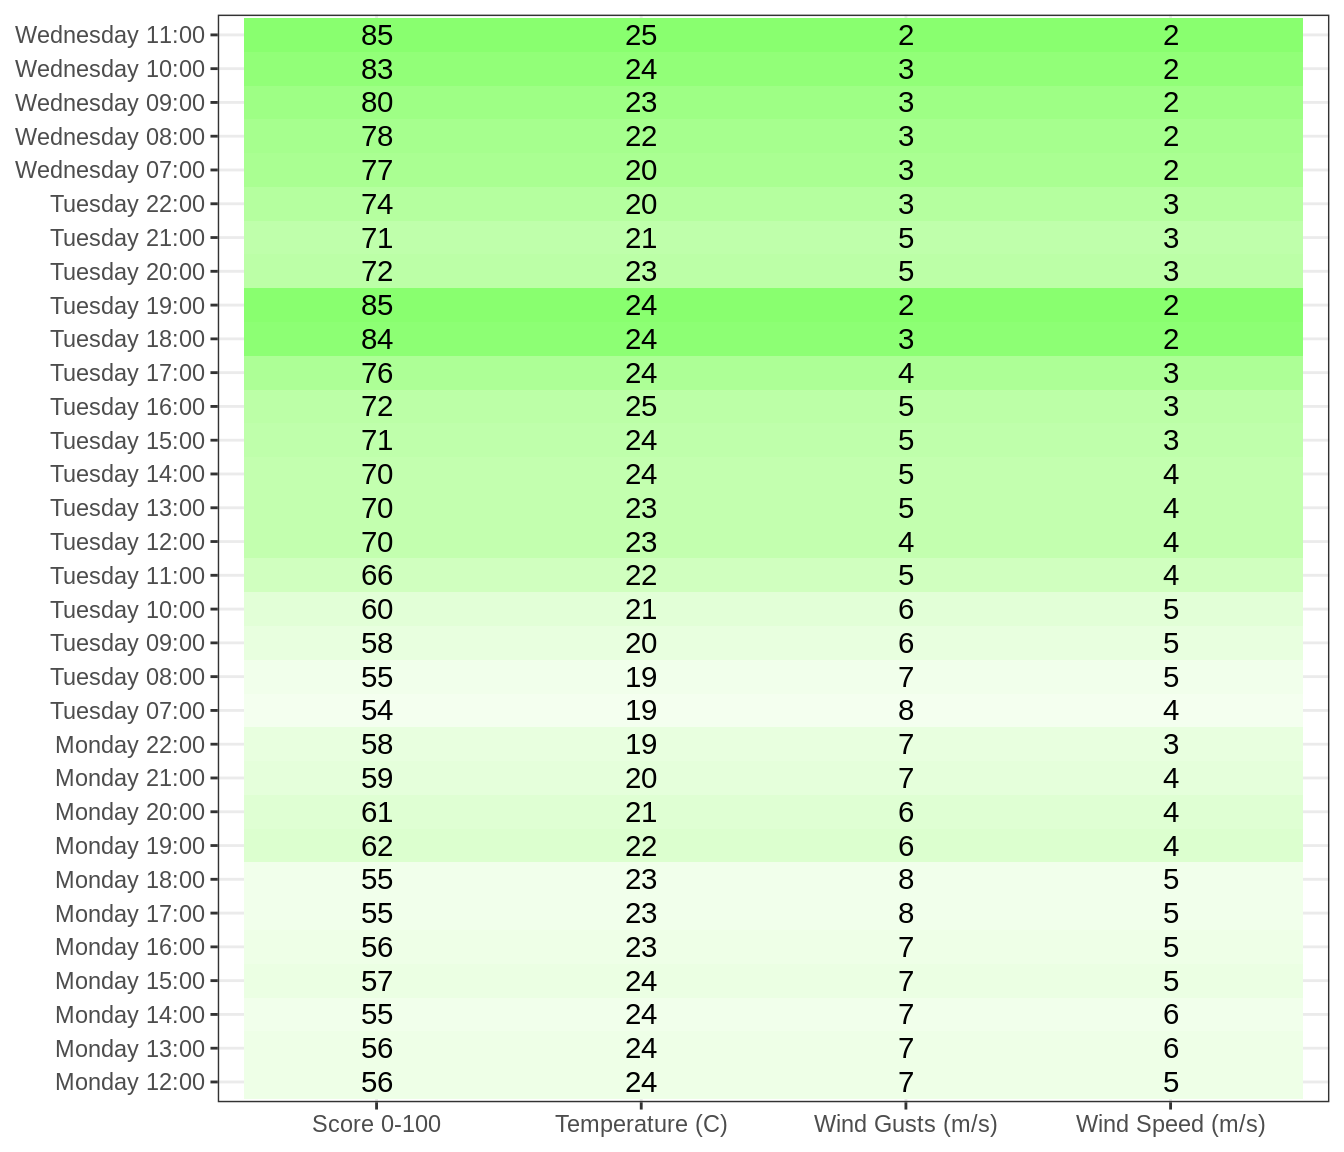 Wednesday 11:00 85 25 2 2
Wednesday 10:00 83 24 3 2
Wednesday 09:00 80 23 3 2
Wednesday 08:00 78 22 3 2
Wednesday 07:00 77 20 3 2
Tuesday 22:00 74 20 3 3
Tuesday 21:00 71 21 5 3
Tuesday 20:00 72 23 5 3
Tuesday 19:00 85 24 2 2
Tuesday 18:00 84 24 3 2
Tuesday 17:00 76 24 4 3
Tuesday 16:00 72 25 5 3
Tuesday 15:00 71 24 5 3
Tuesday 14:00 70 24 5 4
Tuesday 13:00 70 23 5 4
Tuesday 12:00 70 23 4 4
Tuesday 11:00 66 22 5 4
Tuesday 10:00 60 21 6 5
Tuesday 09:00 58 20 6 5
Tuesday 08:00 55 19 7 5
Tuesday 07:00 54 19 8 4
Monday 22:00 58 19 7 3
Monday 21:00 59 20 7 4
Monday 20:00 61 21 6 4
Monday 19:00 62 22 6 4
Monday 18:00 55 23 8 5
Monday 17:00 55 23 8 5
Monday 16:00 56 23 7 5
Monday 15:00 57 24 7 5
Monday 14:00 55 24 7 6
Monday 13:00 56 24 7 6
Monday 12:00 56 24 7 5
Score 0-100 Temperature (C) Wind Gusts (m/s) Wind Speed (m/s)